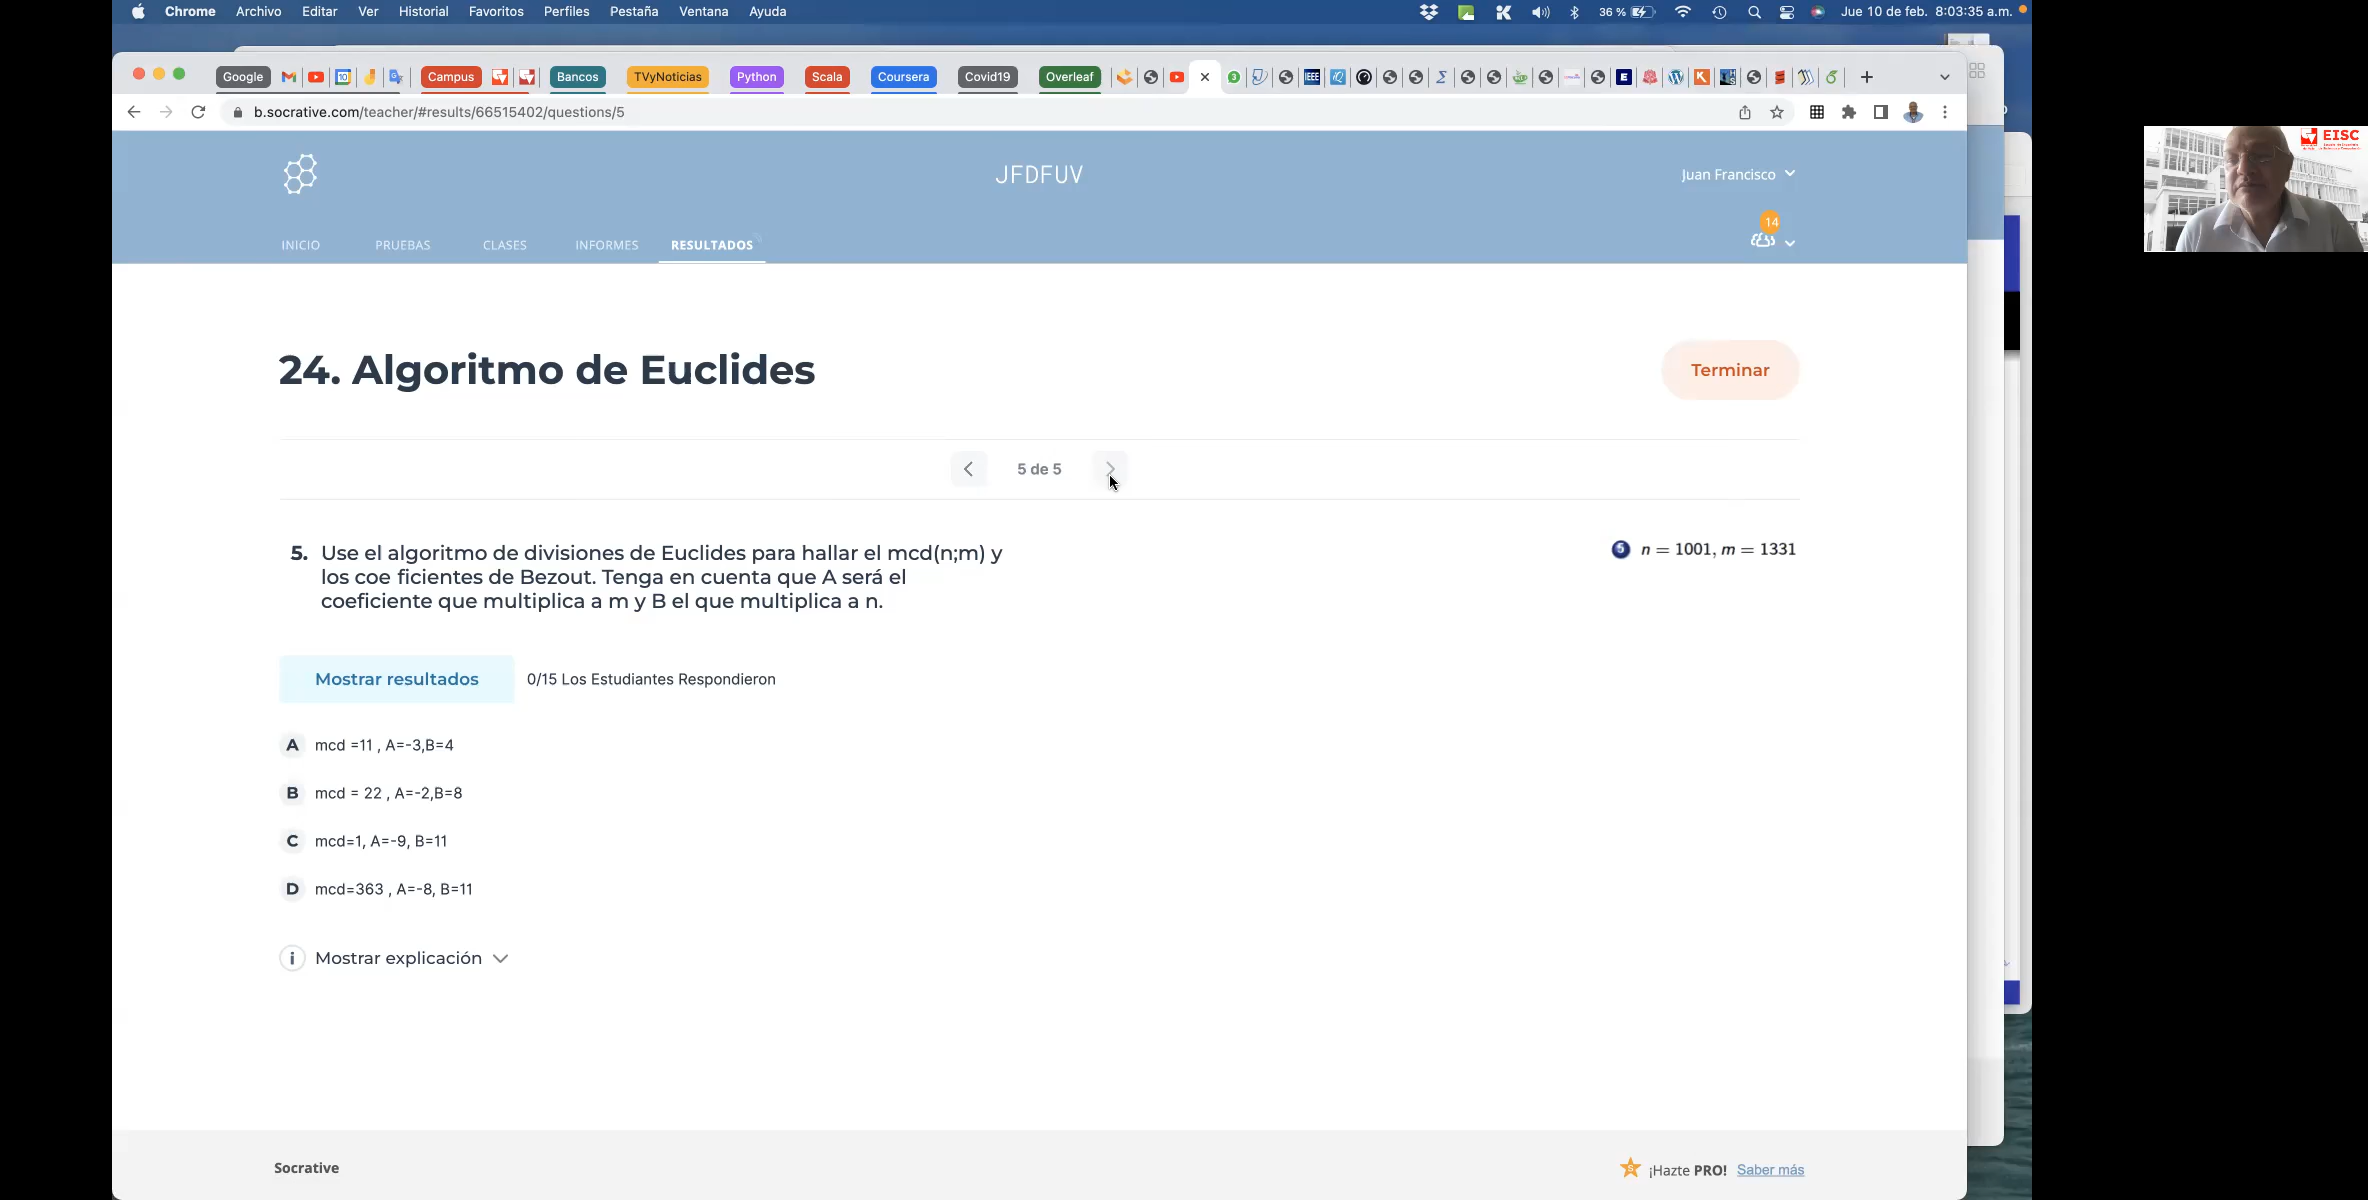 Chrome Archivo Editar Ver Historial Favoritos Perfiles Pestaña Ventana Ayuda 36 % Jue 10 de feb. 8:03:35 a.m.
Google Campus Bancos TVyNoticias Python Scala Coursera Covid19 Overleaf
b.socrative.com/teacher/#results/66515402/questions/5
EISC
JFDFUV
Juan Francisco
14
INICIO PRUEBAS CLASES INFORMES RESULTADOS
24. Algoritmo de Euclides
Terminar
5 de 5
5. Use el algoritmo de divisiones de Euclides para hallar el mcd(n;m) y
los coe ficientes de Bezout. Tenga en cuenta que A será el
coeficiente que multiplica a m y B el que multiplica a n.
5 n = 1001, m = 1331
Mostrar resultados 0/15 Los Estudiantes Respondieron
A mcd =11 , A=-3,B=4
B mcd = 22 , A=-2,B=8
C mcd=1, A=-9, B=11
D mcd=363 , A=-8, B=11
i Mostrar explicación
Socrative
¡Hazte PRO! Saber más